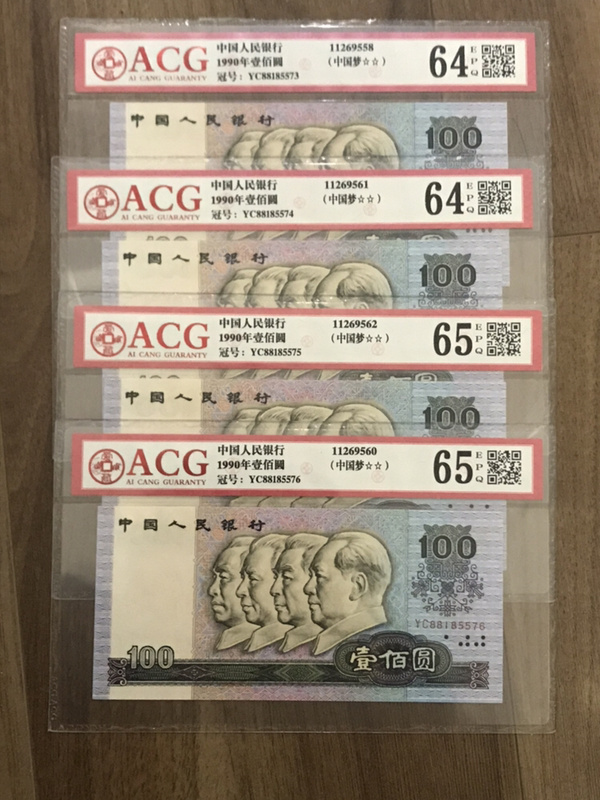 ACG
AI CANG GUARANTY
中国人民银行
1990年壹佰圆
冠号：YC88185573
11269558
(中国梦☆☆)
64
EPQ
中国人民银行
100
ACG
AI CANG GUARANTY
中国人民银行
1990年壹佰圆
冠号：YC88185574
11269561
(中国梦☆☆)
64
EPQ
中国人民银行
100
ACG
AI CANG GUARANTY
中国人民银行
1990年壹佰圆
冠号：YC88185575
11269562
(中国梦☆☆)
65
EPQ
中国人民银行
100
ACG
AI CANG GUARANTY
中国人民银行
1990年壹佰圆
冠号：YC88185576
11269560
(中国梦☆☆)
65
EPQ
中国人民银行
100
YC88185576
100
壹佰圆